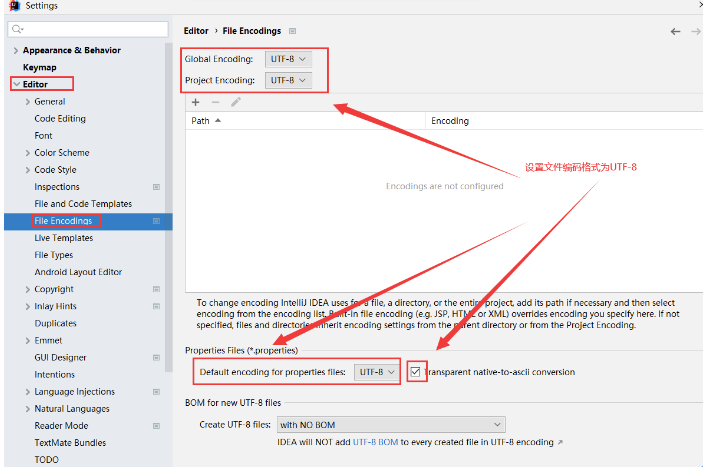 Settings
Appearance & Behavior
Keymap
Editor
General
Code Editing
Font
Color Scheme
Code Style
Inspections
File and Code Templates
File Encodings
Live Templates
File Types
Android Layout Editor
Copyright
Inlay Hints
Duplicates
Emmet
GUI Designer
Intentions
Language Injections
Natural Languages
Reader Mode
TextMate Bundles
TODO
Editor › File Encodings
Global Encoding: UTF-8
Project Encoding: UTF-8
Path Encoding
设置文件编码格式为UTF-8
Encodings are not configured
To change encoding IntelliJ IDEA uses for a file, a directory, or the entire project, add its path if necessary and then select
encoding from the encoding list. Built-in file encoding (e.g. JSP, HTML or XML) overrides encoding you specify here. If not
specified, files and directories inherit encoding settings from the parent directory or from the Project Encoding.
Properties Files (*.properties)
Default encoding for properties files: UTF-8 Transparent native-to-ascii conversion
BOM for new UTF-8 files
Create UTF-8 files: with NO BOM
IDEA will NOT add UTF-8 BOM to every created file in UTF-8 encoding ↗